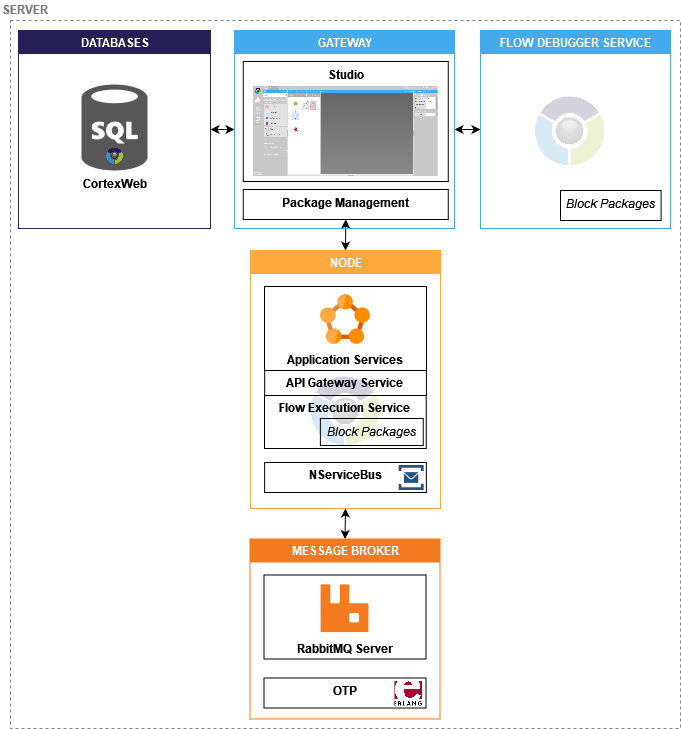 SERVER
DATABASES
SQL
CortexWeb
GATEWAY
Studio
Package Management
FLOW DEBUGGER SERVICE
Block Packages
NODE
Application Services
API Gateway Service
Flow Execution Service
Block Packages
NServiceBus
MESSAGE BROKER
RabbitMQ Server
OTP
ERLANG